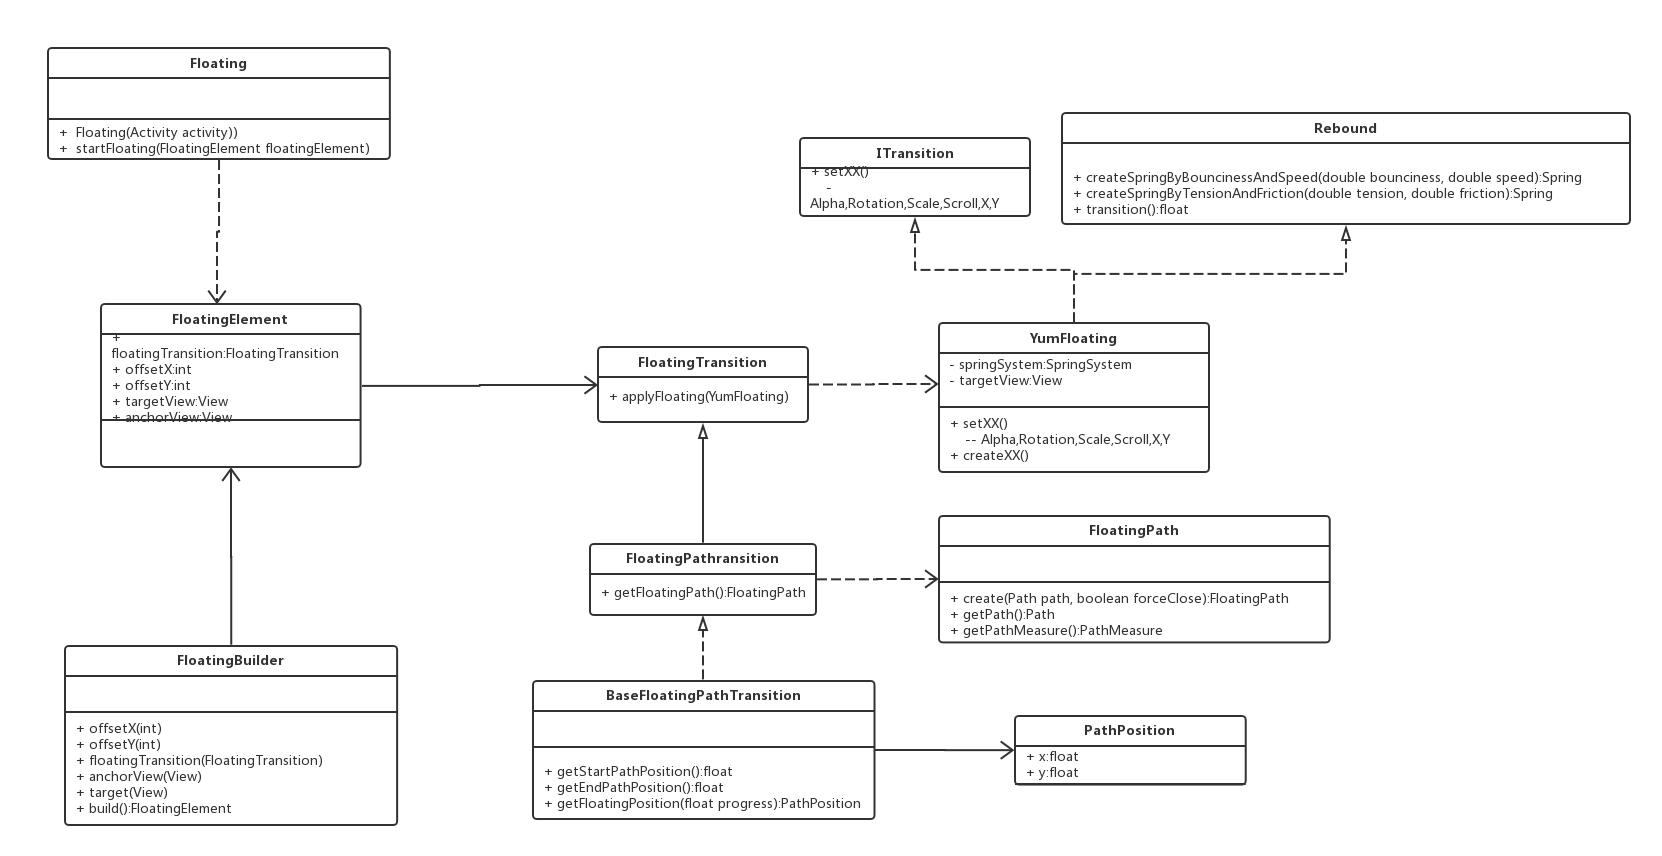 Floating
+ Floating(Activity activity))
+ startFloating(FloatingElement floatingElement)
ITransition
+ setXX()
-
Alpha,Rotation,Scale,Scroll,X,Y
Rebound
+ createSpringByBouncinessAndSpeed(double bounciness, double speed):Spring
+ createSpringByTensionAndFriction(double tension, double friction):Spring
+ transition():float
FloatingElement
+
floatingTransition:FloatingTransition
+ offsetX:int
+ offsetY:int
+ targetView:View
+ anchorView:View
FloatingTransition
+ applyFloating(YumFloating)
YumFloating
- springSystem:SpringSystem
- targetView:View
+ setXX()
-- Alpha,Rotation,Scale,Scroll,X,Y
+ createXX()
FloatingPathransition
+ getFloatingPath():FloatingPath
FloatingPath
+ create(Path path, boolean forceClose):FloatingPath
+ getPath():Path
+ getPathMeasure():PathMeasure
FloatingBuilder
+ offsetX(int)
+ offsetY(int)
+ floatingTransition(FloatingTransition)
+ anchorView(View)
+ target(View)
+ build():FloatingElement
BaseFloatingPathTransition
+ getStartPathPosition():float
+ getEndPathPosition():float
+ getFloatingPosition(float progress):PathPosition
PathPosition
+ x:float
+ y:float